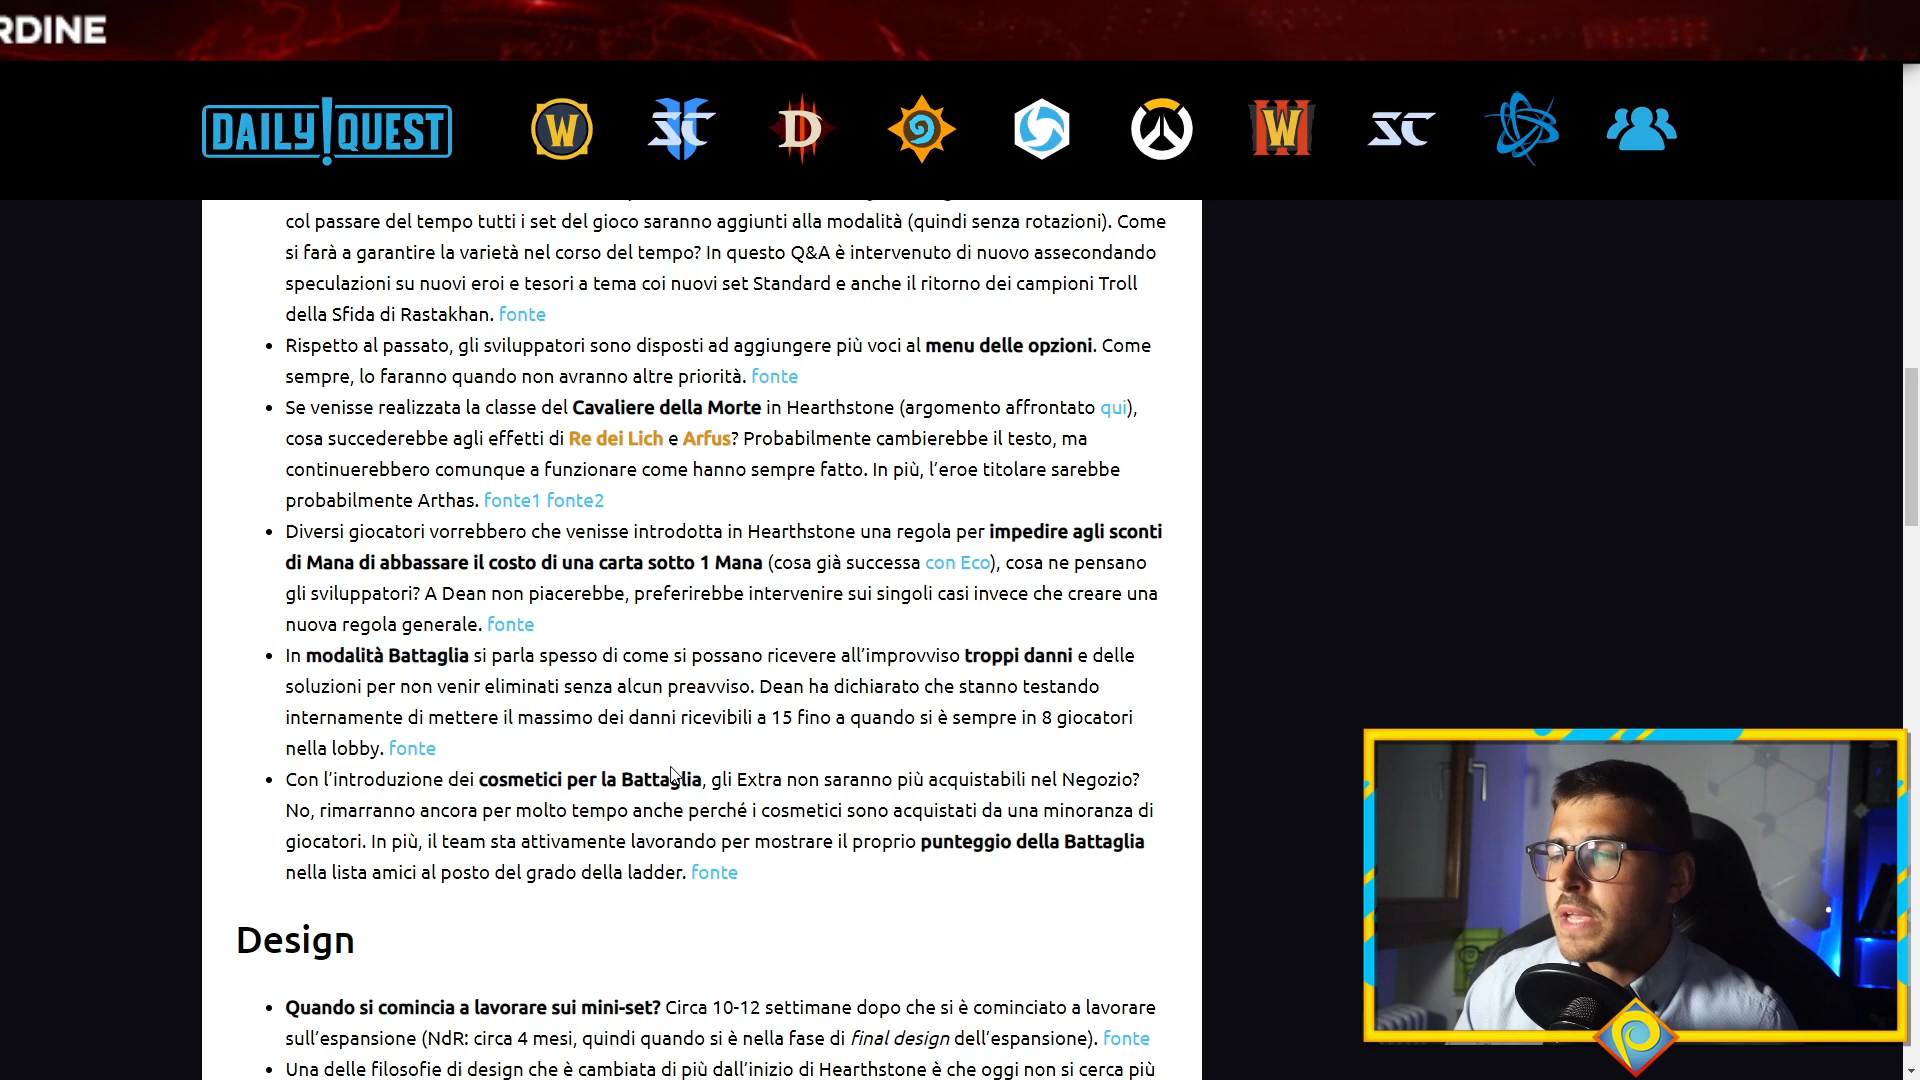 RDINE
DAILY ! QUEST
col passare del tempo tutti i set del gioco saranno aggiunti alla modalità (quindi senza rotazioni). Come
si farà a garantire la varietà nel corso del tempo? In questo Q&A è intervenuto di nuovo assecondando
speculazioni su nuovi eroi e tesori a tema coi nuovi set Standard e anche il ritorno dei campioni Troll
della Sfida di Rastakhan. fonte
• Rispetto al passato, gli sviluppatori sono disposti ad aggiungere più voci al menu delle opzioni. Come
sempre, lo faranno quando non avranno altre priorità. fonte
• Se venisse realizzata la classe del Cavaliere della Morte in Hearthstone (argomento affrontato qui),
cosa succederebbe agli effetti di Re dei Lich e Arfus? Probabilmente cambierebbe il testo, ma
continuerebbero comunque a funzionare come hanno sempre fatto. In più, l'eroe titolare sarebbe
probabilmente Arthas. fonte1 fonte2
• Diversi giocatori vorrebbero che venisse introdotta in Hearthstone una regola per impedire agli sconti
di Mana di abbassare il costo di una carta sotto 1 Mana (cosa già successa con Eco), cosa ne pensano
gli sviluppatori? A Dean non piacerebbe, preferirebbe intervenire sui singoli casi invece che creare una
nuova regola generale. fonte
• In modalità Battaglia si parla spesso di come si possano ricevere all'improvviso troppi danni e delle
soluzioni per non venir eliminati senza alcun preavviso. Dean ha dichiarato che stanno testando
internamente di mettere il massimo dei danni ricevibili a 15 fino a quando si è sempre in 8 giocatori
nella lobby. fonte
• Con l'introduzione dei cosmetici per la Battaglia, gli Extra non saranno più acquistabili nel Negozio?
No, rimarranno ancora per molto tempo anche perché i cosmetici sono acquistati da una minoranza di
giocatori. In più, il team sta attivamente lavorando per mostrare il proprio punteggio della Battaglia
nella lista amici al posto del grado della ladder. fonte
Design
• Quando si comincia a lavorare sui mini-set? Circa 10-12 settimane dopo che si è cominciato a lavorare
sull'espansione (NdR: circa 4 mesi, quindi quando si è nella fase di final design dell'espansione). fonte
• Una delle filosofie di design che è cambiata di più dall'inizio di Hearthstone è che oggi non si cerca più